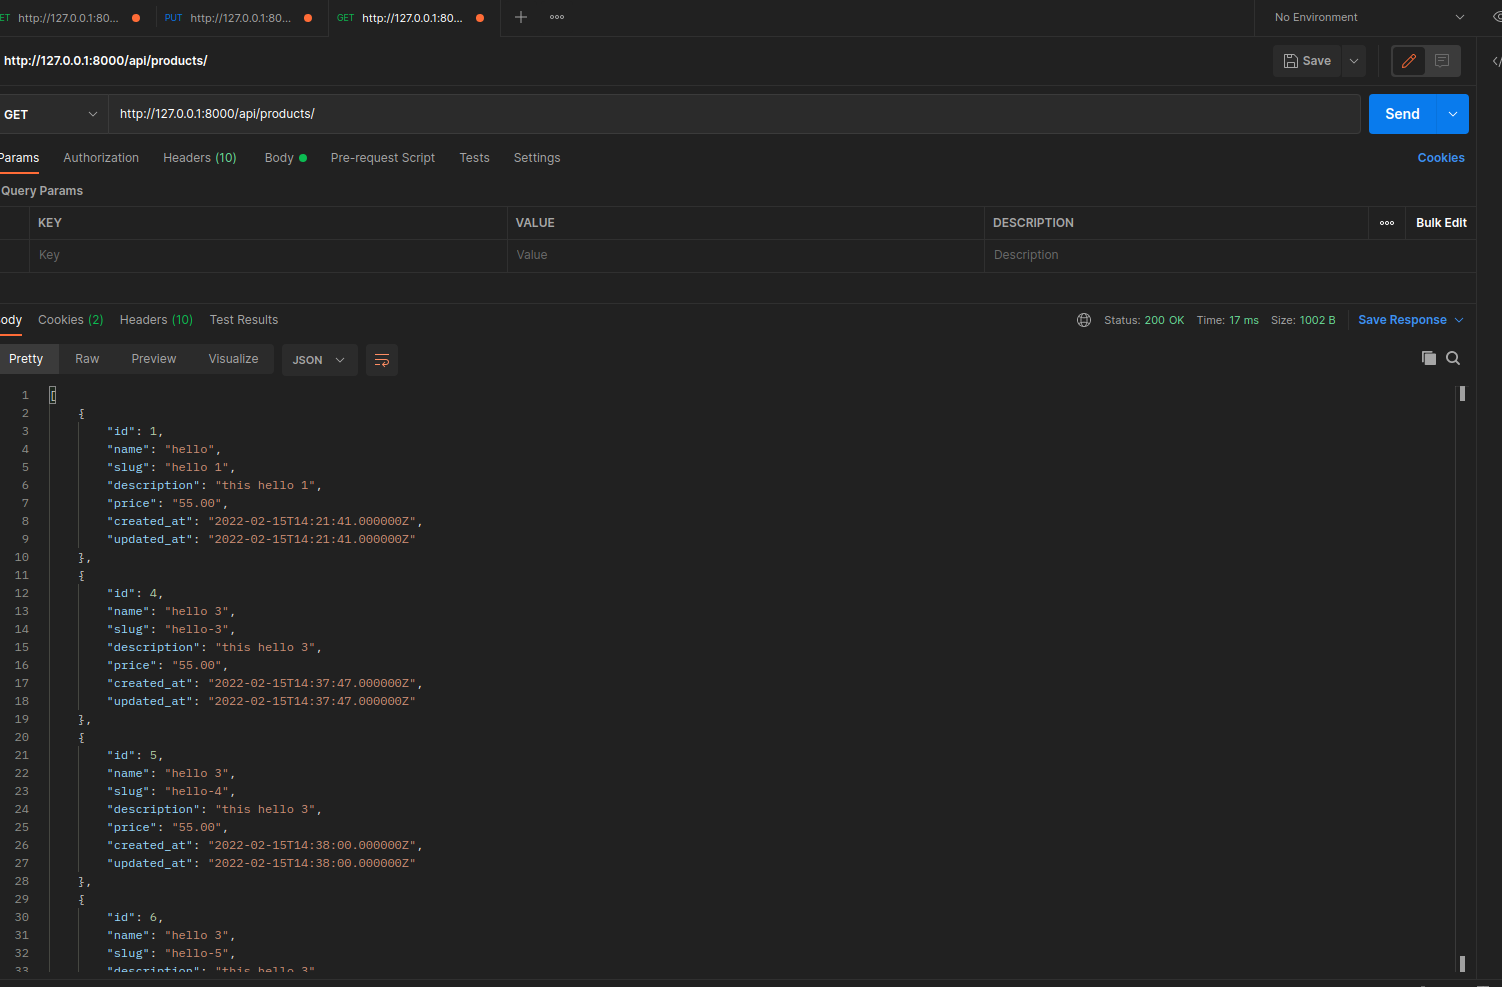 ET http://127.0.0.1:80... PUT http://127.0.0.1:80... GET http://127.0.0.1:80... No Environment
http://127.0.0.1:8000/api/products/ Save
GET http://127.0.0.1:8000/api/products/ Send
Params Authorization Headers (10) Body Pre-request Script Tests Settings Cookies
Query Params
KEY VALUE DESCRIPTION Bulk Edit
Key Value Description
ody Cookies (2) Headers (10) Test Results Status: 200 OK Time: 17 ms Size: 1002 B Save Response
Pretty Raw Preview Visualize JSON
1 [
2 {
3 "id": 1,
4 "name": "hello",
5 "slug": "hello 1",
6 "description": "this hello 1",
7 "price": "55.00",
8 "created_at": "2022-02-15T14:21:41.000000Z",
9 "updated_at": "2022-02-15T14:21:41.000000Z"
10 },
11 {
12 "id": 4,
13 "name": "hello 3",
14 "slug": "hello-3",
15 "description": "this hello 3",
16 "price": "55.00",
17 "created_at": "2022-02-15T14:37:47.000000Z",
18 "updated_at": "2022-02-15T14:37:47.000000Z"
19 },
20 {
21 "id": 5,
22 "name": "hello 3",
23 "slug": "hello-4",
24 "description": "this hello 3",
25 "price": "55.00",
26 "created_at": "2022-02-15T14:38:00.000000Z",
27 "updated_at": "2022-02-15T14:38:00.000000Z"
28 },
29 {
30 "id": 6,
31 "name": "hello 3",
32 "slug": "hello-5",
33 "description": "this hello 3"